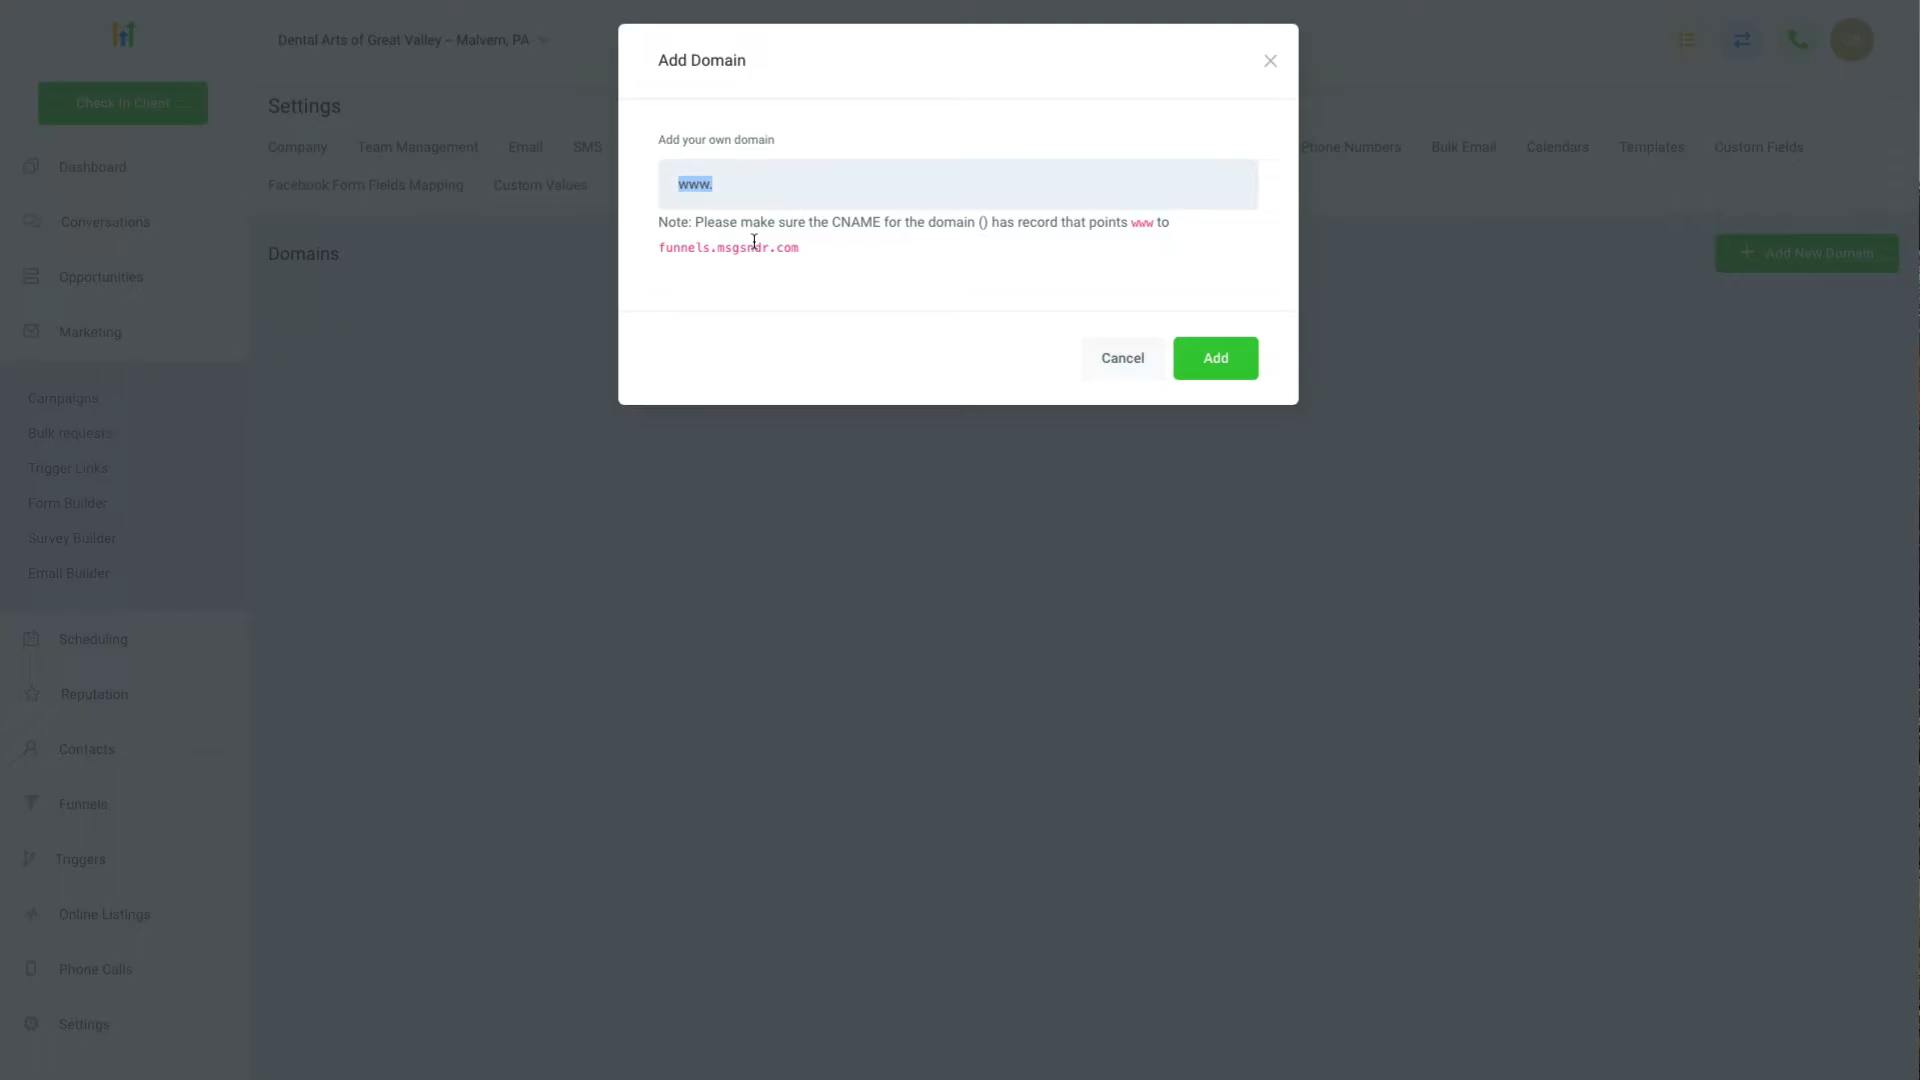 Dental Arts of Great Valley – Malvern, PA
Add Domain
Check In Client
Settings
Company Team Management Email SMS Phone Numbers Bulk Email Calendars Templates Custom Fields
Facebook Form Fields Mapping Custom Values
Add your own domain
www.
Note: Please make sure the CNAME for the domain () has record that points www to
funnels.msgsndr.com
Domains
Add New Domain
Cancel
Add
Dashboard
Conversations
Opportunities
Marketing
Campaigns
Bulk requests
Trigger Links
Form Builder
Survey Builder
Email Builder
Scheduling
Reputation
Contacts
Funnels
Triggers
Online Listings
Phone Calls
Settings